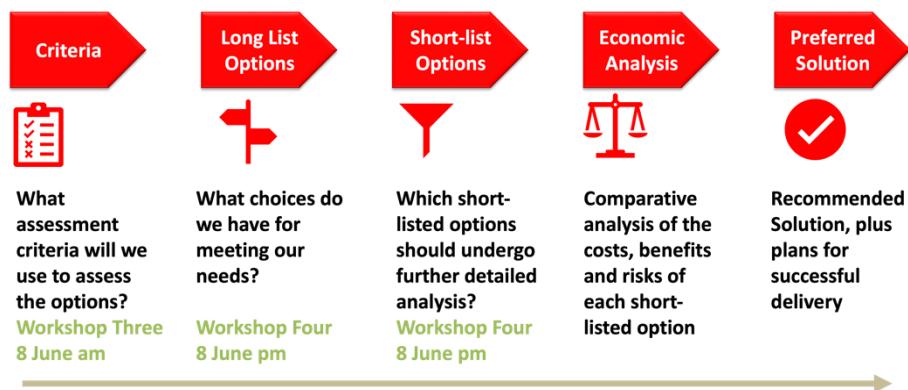 Criteria
Long List
Options
Short-list
Options
Economic
Analysis
Preferred
Solution
What
assessment
criteria will we
use to assess
the options?
Workshop Three
8 June am
What choices do
we have for
meeting our
needs?
Workshop Four
8 June pm
Which short-
listed options
should undergo
further detailed
analysis?
Workshop Four
8 June pm
Comparative
analysis of the
costs, benefits
and risks of
each short-
listed option
Recommended
Solution, plus
plans for
successful
delivery